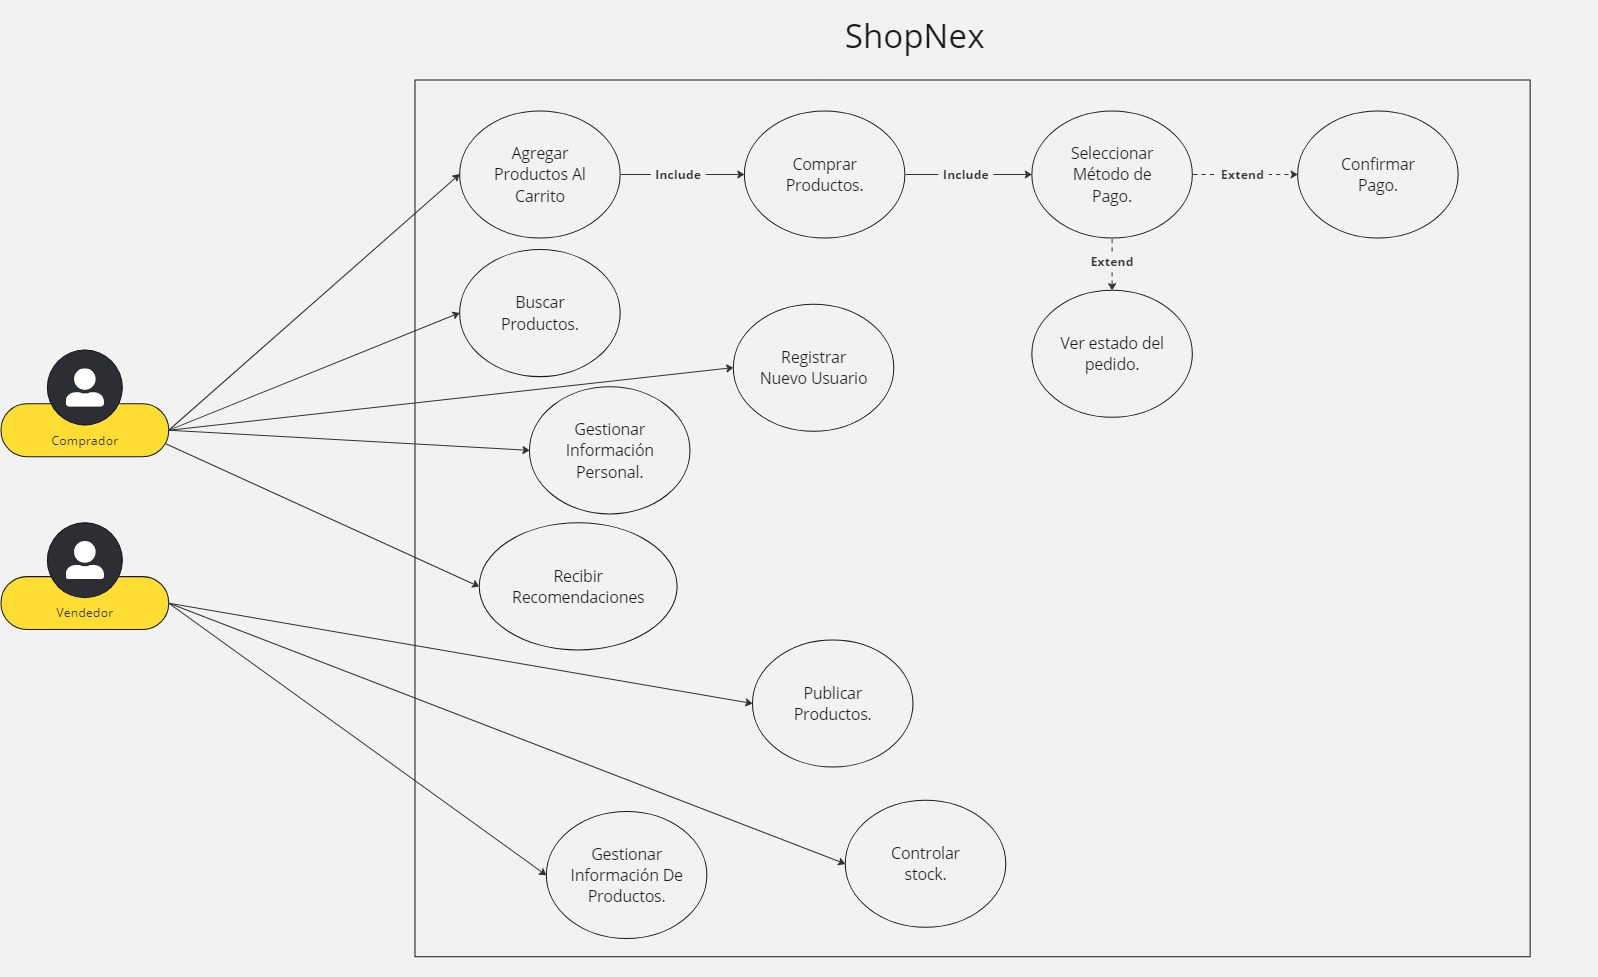 ShopNex
Agregar
Productos Al
Carrito
Include
Comprar
Productos.
Include
Seleccionar
Método de
Pago.
Extend
Confirmar
Pago.
Extend
Buscar
Productos.
Ver estado del
pedido.
Registrar
Nuevo Usuario
Comprador
Gestionar
Información
Personal.
Recibir
Recomendaciones
Vendedor
Publicar
Productos.
Controlar
stock.
Gestionar
Información De
Productos.